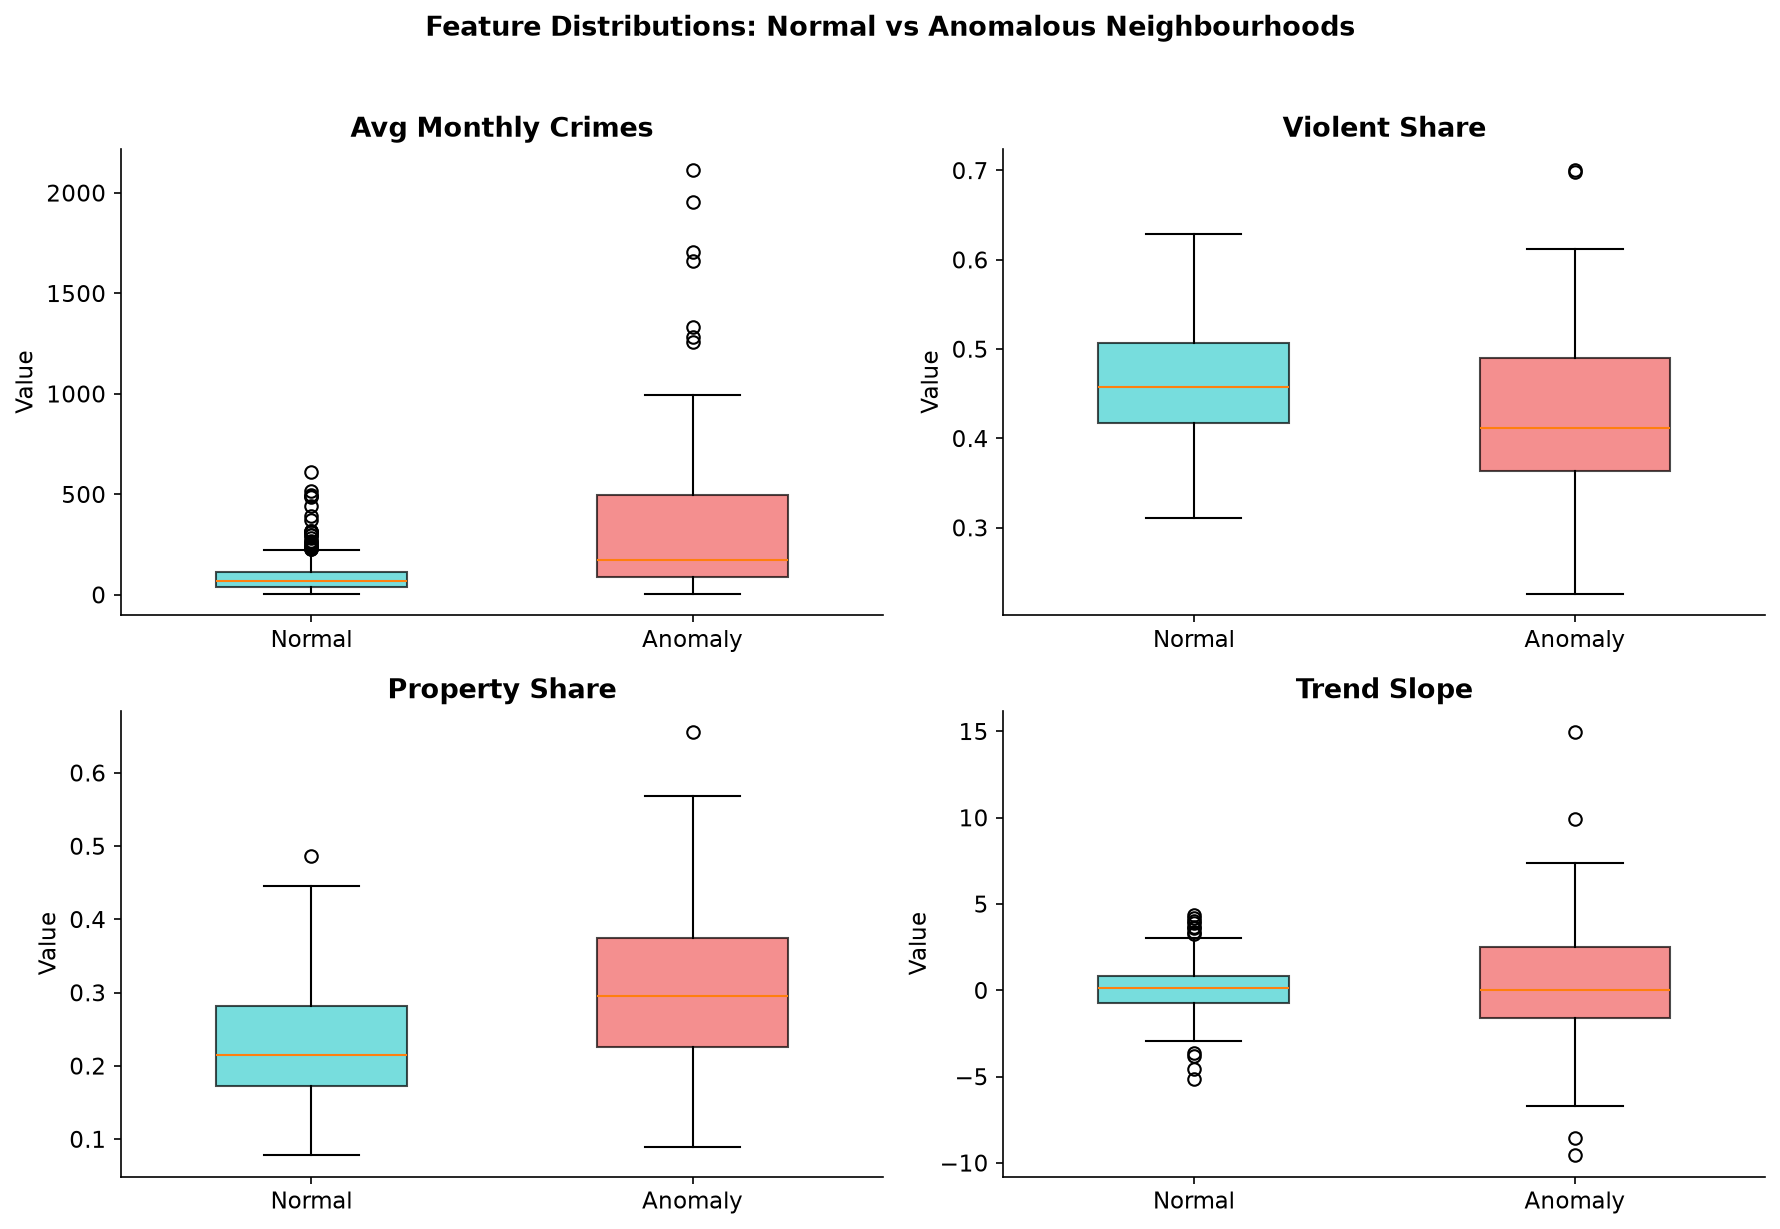 Feature Distributions: Normal vs Anomalous Neighbourhoods
Avg Monthly Crimes
Value
2000
1500
1000
500
0
Normal Anomaly
Violent Share
Value
0.7
0.6
0.5
0.4
0.3
Normal Anomaly
Property Share
Value
0.6
0.5
0.4
0.3
0.2
0.1
Normal Anomaly
Trend Slope
Value
15
10
5
0
−5
−10
Normal Anomaly